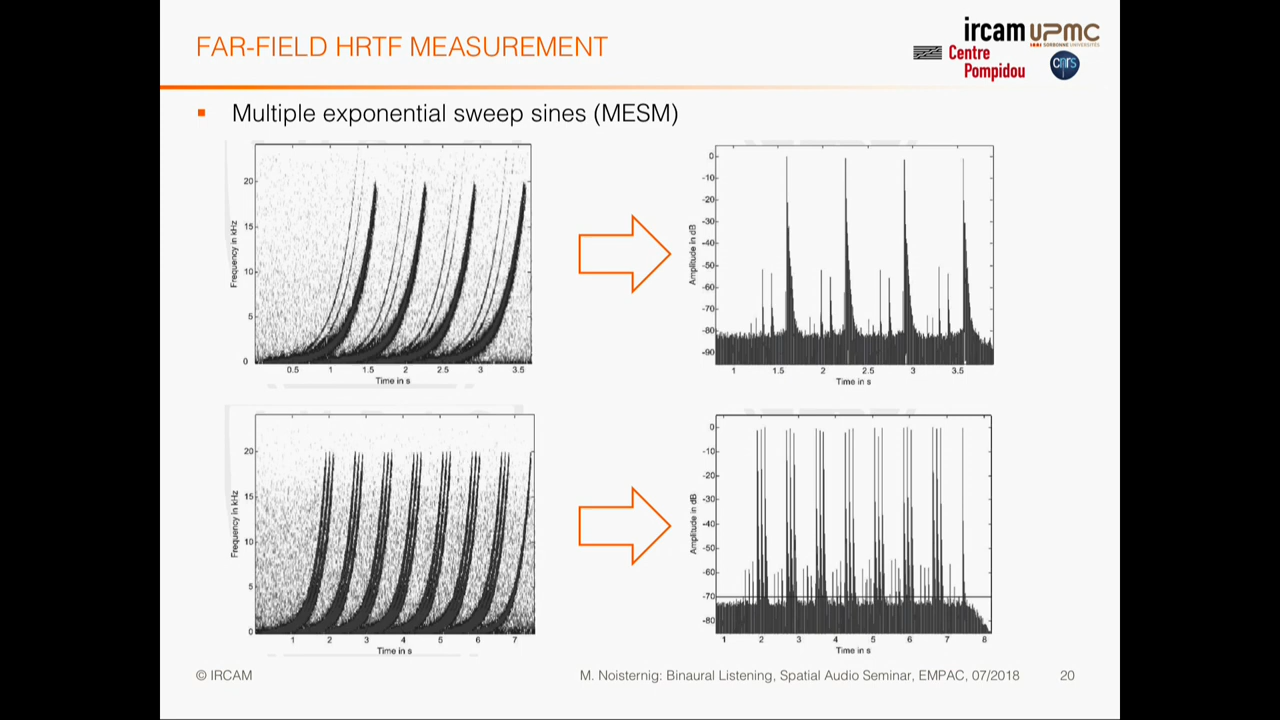 FAR-FIELD HRTF MEASUREMENT
ircam UPMC
SORBONNE UNIVERSITÉS
Centre
Pompidou
cnrs
Multiple exponential sweep sines (MESM)
20
15
10
5
0
Frequency in kHz
0.5 1 1.5 2 2.5 3 3.5
Time in s
0
-10
-20
-30
-40
-50
-60
-70
-80
-90
Amplitude in dB
1 1.5 2 2.5 3 3.5
Time in s
20
15
10
5
0
Frequency in kHz
1 2 3 4 5 6 7
Time in s
0
-10
-20
-30
-40
-50
-60
-70
-80
Amplitude in dB
1 2 3 4 5 6 7 8
Time in s
© IRCAM
M. Noisternig: Binaural Listening, Spatial Audio Seminar, EMPAC, 07/2018
20